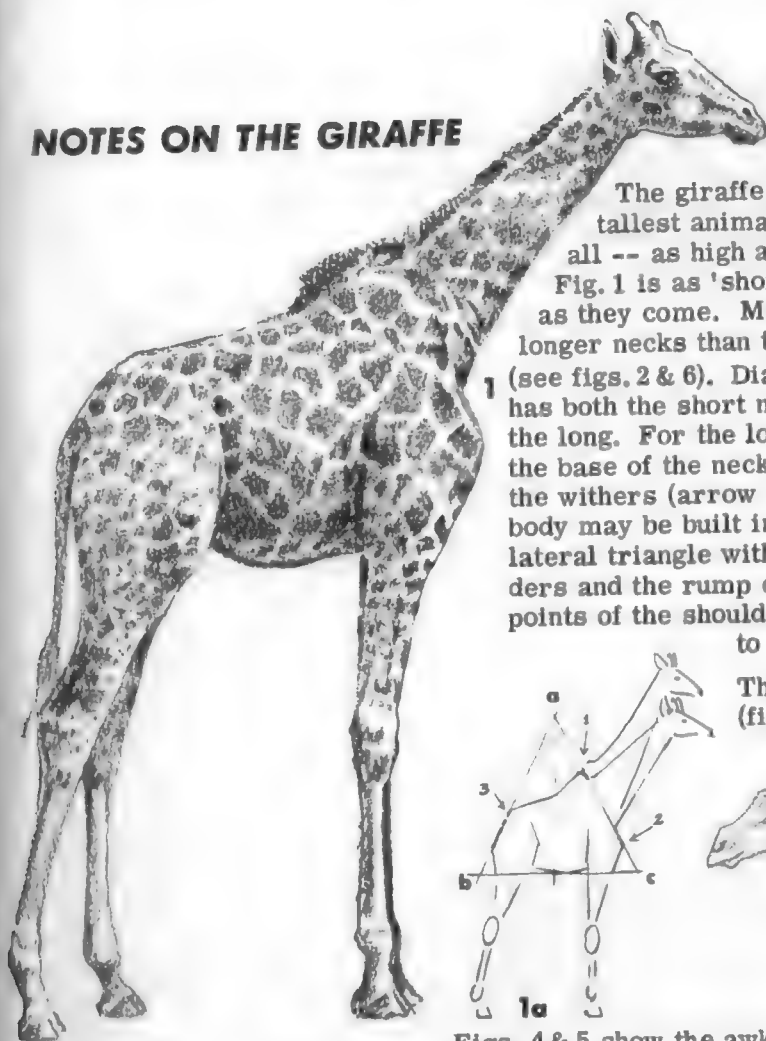 NOTES ON THE GIRAFFE
The giraffe
tallest anima
all -- as high a
Fig. 1 is as 'sho
as they come. M
longer necks than t
1 (see figs. 2 & 6). Dia
has both the short n
the long. For the lo
the base of the neck
the withers (arrow
body may be built in
lateral triangle with
ders and the rump o
points of the should
to
Th
(fi
a
1
3
2
b
c
1a
Figs. 4 & 5 show the awk